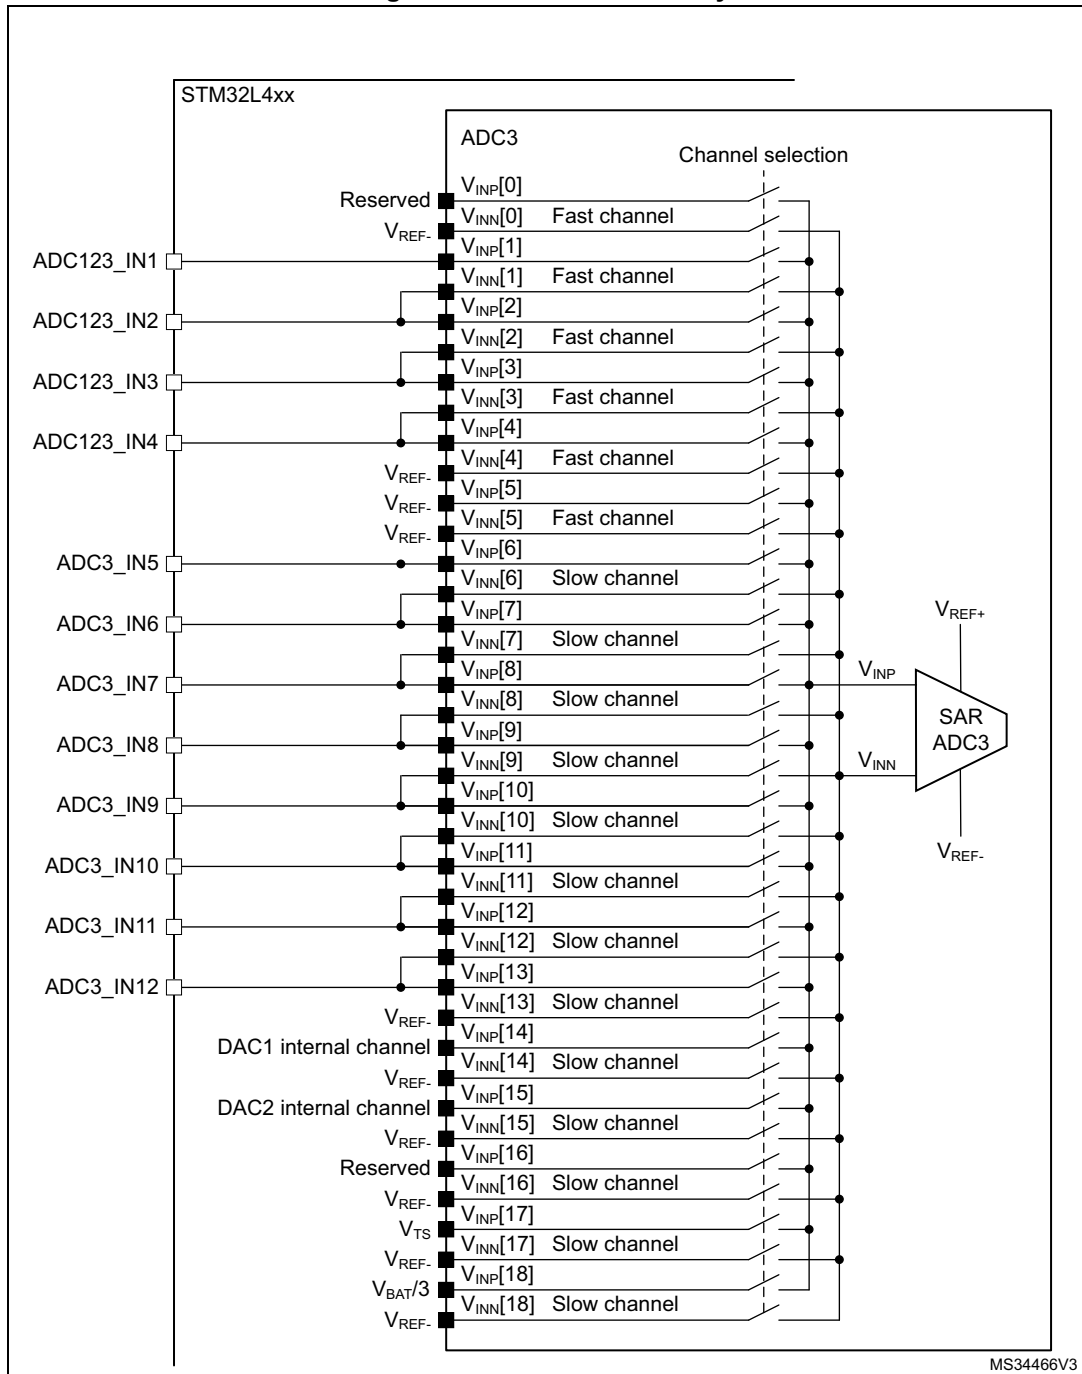 STM32L4xx
ADC3
Channel selection
Reserved
VINP[0]
VREF-
VINN[0] Fast channel
ADC123_IN1
VINP[1]
VINN[1] Fast channel
ADC123_IN2
VINP[2]
VINN[2] Fast channel
ADC123_IN3
VINP[3]
VINN[3] Fast channel
ADC123_IN4
VINP[4]
VREF-
VINN[4] Fast channel
VREF-
VINP[5]
VREF-
VINN[5] Fast channel
ADC3_IN5
VINP[6]
VINN[6] Slow channel
ADC3_IN6
VINP[7]
VINN[7] Slow channel
ADC3_IN7
VINP[8]
VINN[8] Slow channel
ADC3_IN8
VINP[9]
VINN[9] Slow channel
ADC3_IN9
VINP[10]
VINN[10] Slow channel
ADC3_IN10
VINP[11]
VINN[11] Slow channel
ADC3_IN11
VINP[12]
VINN[12] Slow channel
ADC3_IN12
VINP[13]
VREF-
VINN[13] Slow channel
DAC1 internal channel
VINP[14]
VREF-
VINN[14] Slow channel
DAC2 internal channel
VINP[15]
VREF-
VINN[15] Slow channel
Reserved
VINP[16]
VREF-
VINN[16] Slow channel
VTS
VINP[17]
VREF-
VINN[17] Slow channel
VBAT/3
VINP[18]
VREF-
VINN[18] Slow channel
VREF+
VINP
SAR
ADC3
VINN
VREF-
MS34466V3